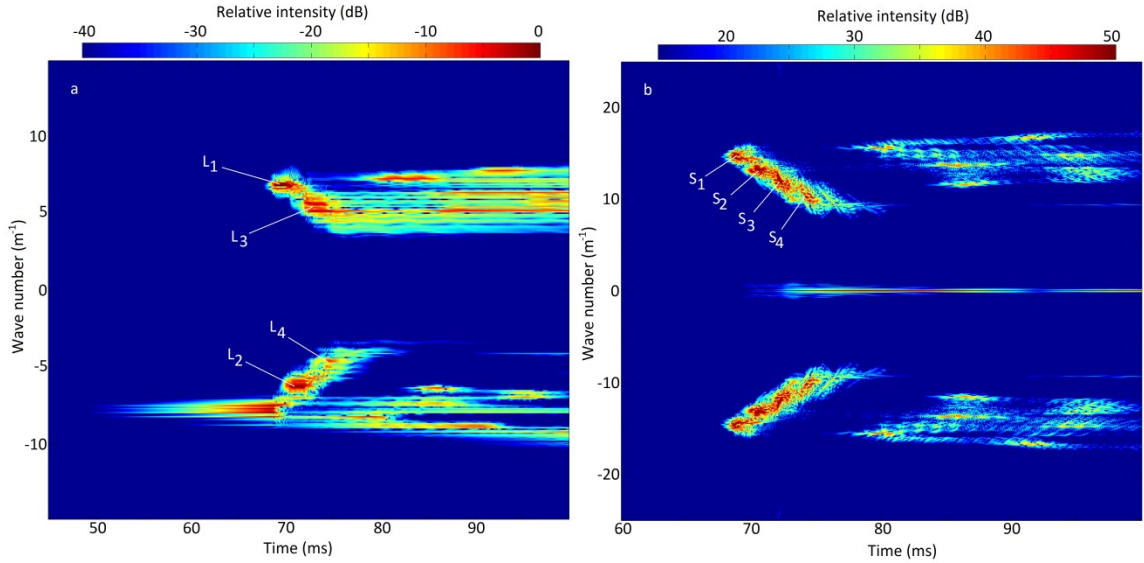 Relative intensity (dB)
-40 -30 -20 -10 0
a
L1
L3
L4
L2
10
5
0
-5
-10
Wave number (m-1)
50 60 70 80 90
Time (ms)
Relative intensity (dB)
20 30 40 50
b
S1
S2
S3
S4
20
10
0
-10
-20
Wave number (m-1)
60 70 80 90
Time (ms)